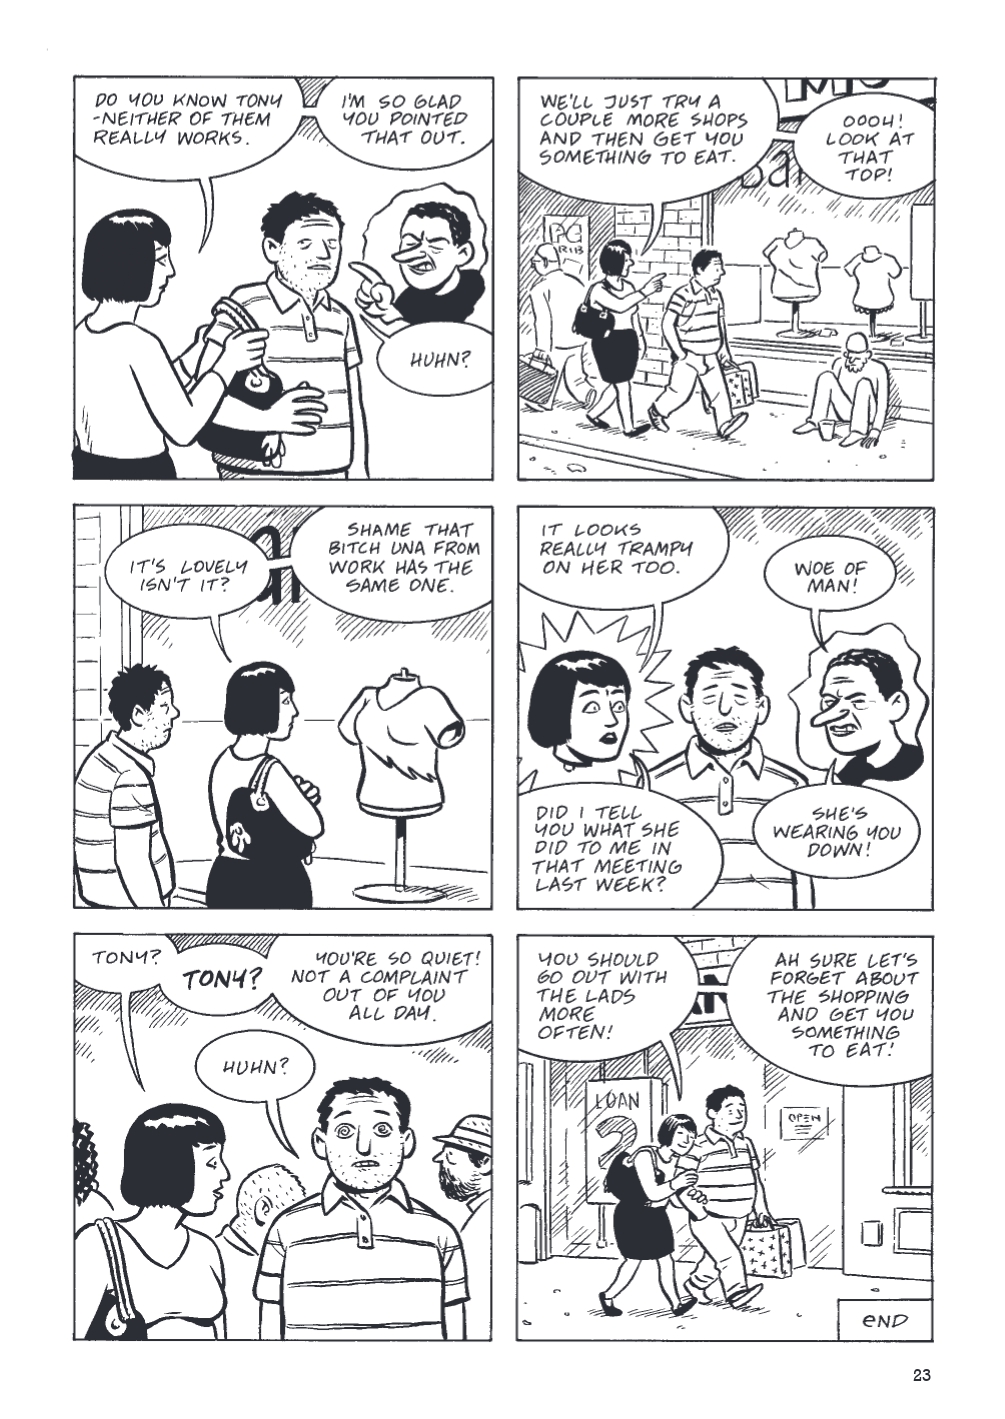 DO YOU KNOW TONY
-NEITHER OF THEM
REALLY WORKS.
I'M SO GLAD
YOU POINTED
THAT OUT.
HUHN?
WE'LL JUST TRY A
COUPLE MORE SHOPS
AND THEN GET YOU
SOMETHING TO EAT.
OOOH!
LOOK AT
THAT
TOP!
IT'S LOVELY
ISN'T IT?
SHAME THAT
BITCH UNA FROM
WORK HAS THE
SAME ONE.
IT LOOKS
REALLY TRAMPY
ON HER TOO.
WOE OF
MAN!
DID I TELL
YOU WHAT SHE
DID TO ME IN
THAT MEETING
LAST WEEK?
SHE'S
WEARING YOU
DOWN!
TONY?
TONY?
YOU'RE SO QUIET!
NOT A COMPLAINT
OUT OF YOU
ALL DAY.
HUHN?
YOU SHOULD
GO OUT WITH
THE LADS
MORE
OFTEN!
AH SURE LET'S
FORGET ABOUT
THE SHOPPING
AND GET YOU
SOMETHING
TO EAT!
LOAN
?
OPEN
END
23